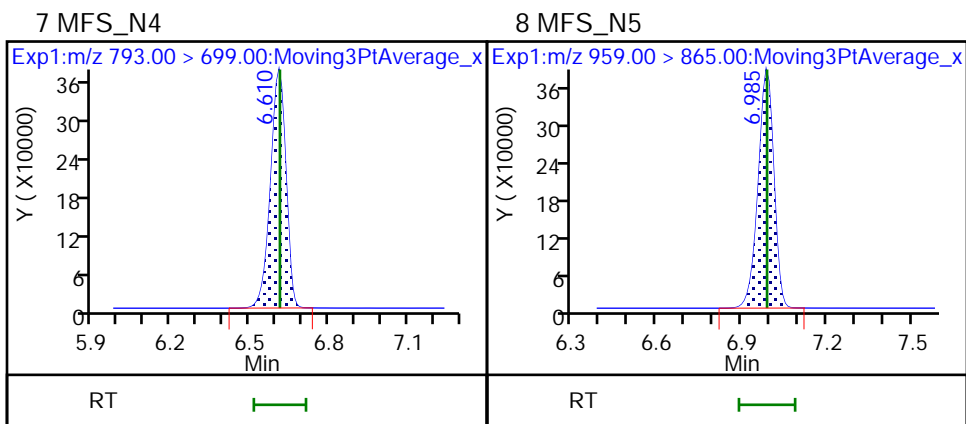 7 MFS_N4
Exp1:m/z 793.00 > 699.00:Moving3PtAverage_x
6.610
Y ( X10000)
36
30
24
18
12
6
0
5.9 6.2 6.5 6.8 7.1
Min
RT
8 MFS_N5
Exp1:m/z 959.00 > 865.00:Moving3PtAverage_x
6.985
Y ( X10000)
36
30
24
18
12
6
0
6.3 6.6 6.9 7.2 7.5
Min
RT